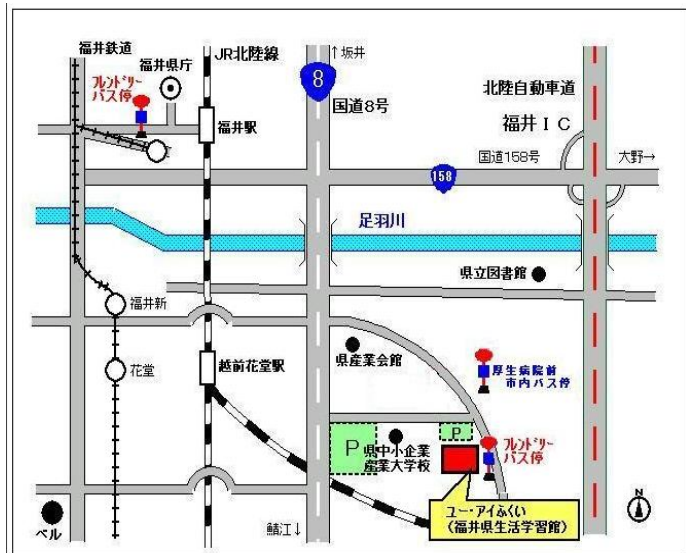 福井鉄道
福井県庁
フレンドリー
バス停
JR北陸線
福井駅
↑坂井
8
国道8号
北陸自動車道
福井IC
国道158号
大野→
158
足羽川
県立図書館
福井新
花堂
越前花堂駅
県産業会館
厚生病院前
市内バス停
P
P
県中小企業
産業大学校
フレンドリー
バス停
ユー・アイふくい
(福井県生活学習館)
ベル
鯖江↓
N